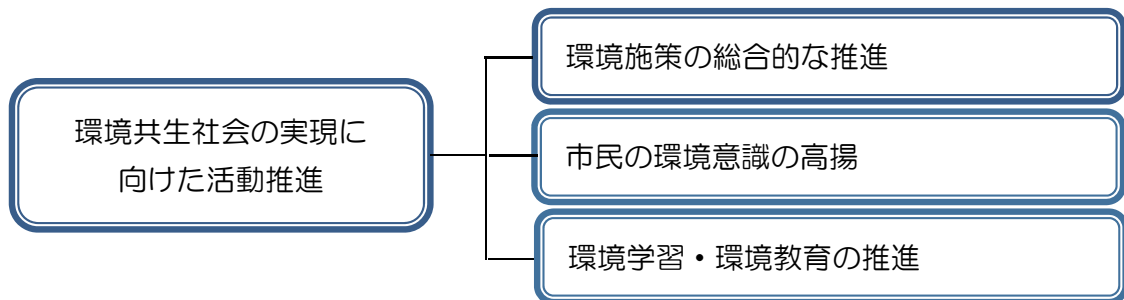 環境共生社会の実現に
向けた活動推進
環境施策の総合的な推進
市民の環境意識の高揚
環境学習・環境教育の推進